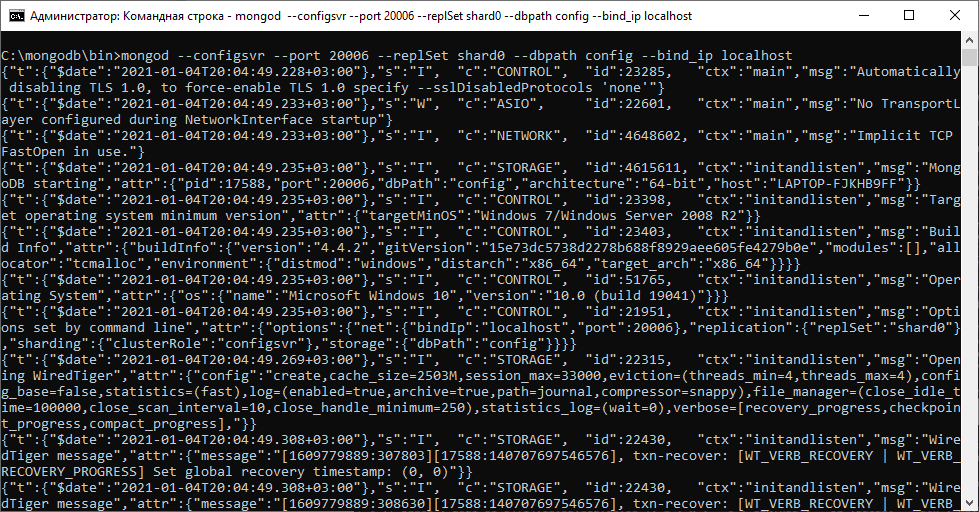 Администратор: Командная строка - mongod --configsvr --port 20006 --replSet shard0 --dbpath config --bind_ip localhost
C:\mongodb\bin>mongod --configsvr --port 20006 --replSet shard0 --dbpath config --bind_ip localhost
{"t":{"$date":"2021-01-04T20:04:49.228+03:00"},"s":"I",  "c":"CONTROL",  "id":23285,   "ctx":"main","msg":"Automatically
 disabling TLS 1.0, to force-enable TLS 1.0 specify --sslDisabledProtocols 'none'"}
{"t":{"$date":"2021-01-04T20:04:49.233+03:00"},"s":"W",  "c":"ASIO",     "id":22601,   "ctx":"main","msg":"No TransportL
ayer configured during NetworkInterface startup"}
{"t":{"$date":"2021-01-04T20:04:49.233+03:00"},"s":"I",  "c":"NETWORK",  "id":4648602, "ctx":"main","msg":"Implicit TCP
FastOpen in use."}
{"t":{"$date":"2021-01-04T20:04:49.235+03:00"},"s":"I",  "c":"STORAGE",  "id":4615611, "ctx":"initandlisten","msg":"Mong
oDB starting","attr":{"pid":17588,"port":20006,"dbPath":"config","architecture":"64-bit","host":"LAPTOP-FJKHB9FF"}}
{"t":{"$date":"2021-01-04T20:04:49.235+03:00"},"s":"I",  "c":"CONTROL",  "id":23398,   "ctx":"initandlisten","msg":"Targ
et operating system minimum version","attr":{"targetMinOS":"Windows 7/Windows Server 2008 R2"}}
{"t":{"$date":"2021-01-04T20:04:49.235+03:00"},"s":"I",  "c":"CONTROL",  "id":23403,   "ctx":"initandlisten","msg":"Buil
d Info","attr":{"buildInfo":{"version":"4.4.2","gitVersion":"15e73dc5738d2278b688f8929aee605fe4279b0e","modules":[],"all
ocator":"tcmalloc","environment":{"distmod":"windows","distarch":"x86_64","target_arch":"x86_64"}}}}
{"t":{"$date":"2021-01-04T20:04:49.235+03:00"},"s":"I",  "c":"CONTROL",  "id":51765,   "ctx":"initandlisten","msg":"Oper
ating System","attr":{"os":{"name":"Microsoft Windows 10","version":"10.0 (build 19041)"}}}
{"t":{"$date":"2021-01-04T20:04:49.235+03:00"},"s":"I",  "c":"CONTROL",  "id":21951,   "ctx":"initandlisten","msg":"Opti
ons set by command line","attr":{"options":{"net":{"bindIp":"localhost","port":20006},"replication":{"replSet":"shard0"}
,"sharding":{"clusterRole":"configsvr"},"storage":{"dbPath":"config"}}}}
{"t":{"$date":"2021-01-04T20:04:49.269+03:00"},"s":"I",  "c":"STORAGE",  "id":22315,   "ctx":"initandlisten","msg":"Open
ing WiredTiger","attr":{"config":"create,cache_size=2503M,session_max=33000,eviction=(threads_min=4,threads_max=4),confi
g_base=false,statistics=(fast),log=(enabled=true,archive=true,path=journal,compressor=snappy),file_manager=(close_idle_t
ime=100000,close_scan_interval=10,close_handle_minimum=250),statistics_log=(wait=0),verbose=[recovery_progress,checkpoin
t_progress,compact_progress],"}}
{"t":{"$date":"2021-01-04T20:04:49.308+03:00"},"s":"I",  "c":"STORAGE",  "id":22430,   "ctx":"initandlisten","msg":"Wire
dTiger message","attr":{"message":"[1609779889:307803][17588:140707697546576], txn-recover: [WT_VERB_RECOVERY | WT_VERB_
RECOVERY_PROGRESS] Set global recovery timestamp: (0, 0)"}}
{"t":{"$date":"2021-01-04T20:04:49.308+03:00"},"s":"I",  "c":"STORAGE",  "id":22430,   "ctx":"initandlisten","msg":"Wire
dTiger message","attr":{"message":"[1609779889:308630][17588:140707697546576], txn-recover: [WT_VERB_RECOVERY | WT_VERB_